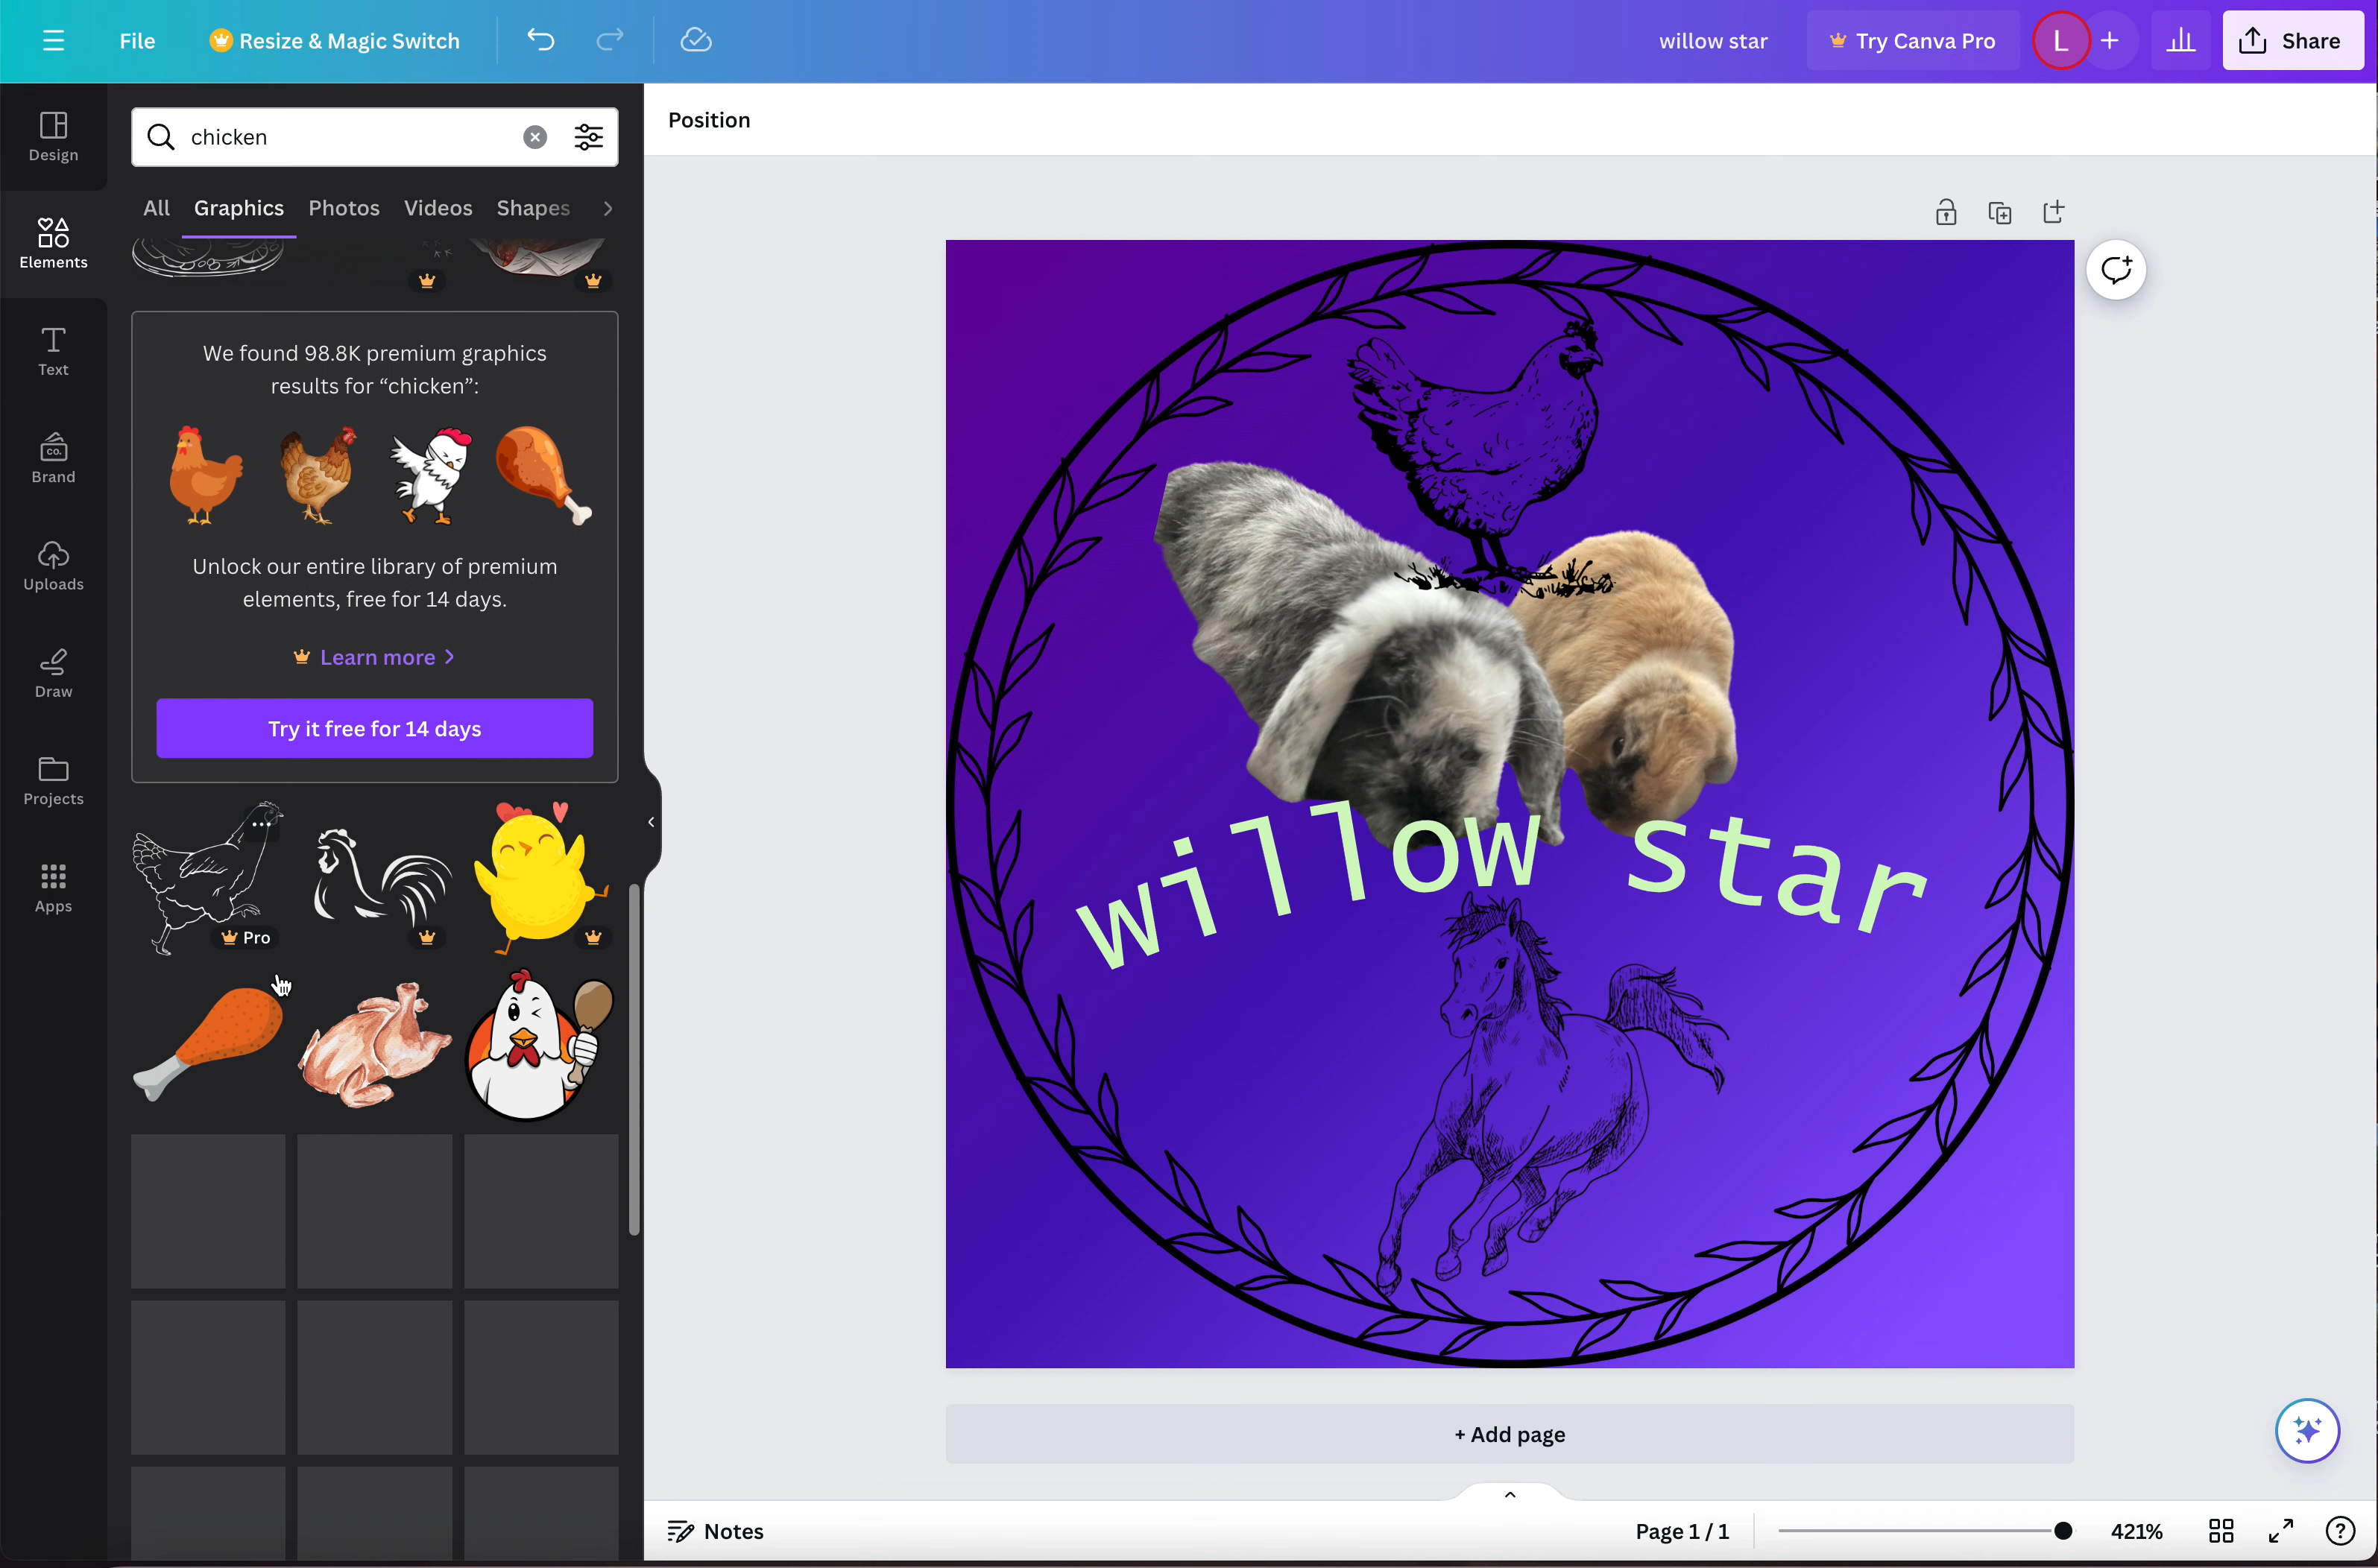 File
Resize & Magic Switch
willow star
Try Canva Pro
L
Share
Design
Elements
Text
Brand
co.
Uploads
Draw
Projects
Apps
chicken
All
Graphics
Photos
Videos
Shapes
We found 98.8K premium graphics
results for “chicken”:
Unlock our entire library of premium
elements, free for 14 days.
Learn more
Try it free for 14 days
Pro
Position
willow star
+ Add page
Notes
Page 1 / 1
421%